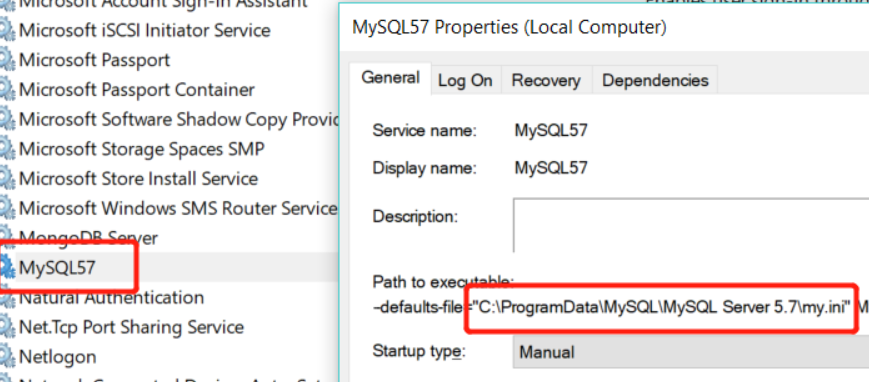 Microsoft Account Sign-in Assistant
Microsoft iSCSI Initiator Service
Microsoft Passport
Microsoft Passport Container
Microsoft Software Shadow Copy Provid
Microsoft Storage Spaces SMP
Microsoft Store Install Service
Microsoft Windows SMS Router Service
MongoDB Server
MySQL57
Natural Authentication
Net.Tcp Port Sharing Service
Netlogon
MySQL57 Properties (Local Computer)
General
Log On
Recovery
Dependencies
Service name: MySQL57
Display name: MySQL57
Description:
Path to executable:
--defaults-file="C:\ProgramData\MySQL\MySQL Server 5.7\my.ini" M
Startup type: Manual